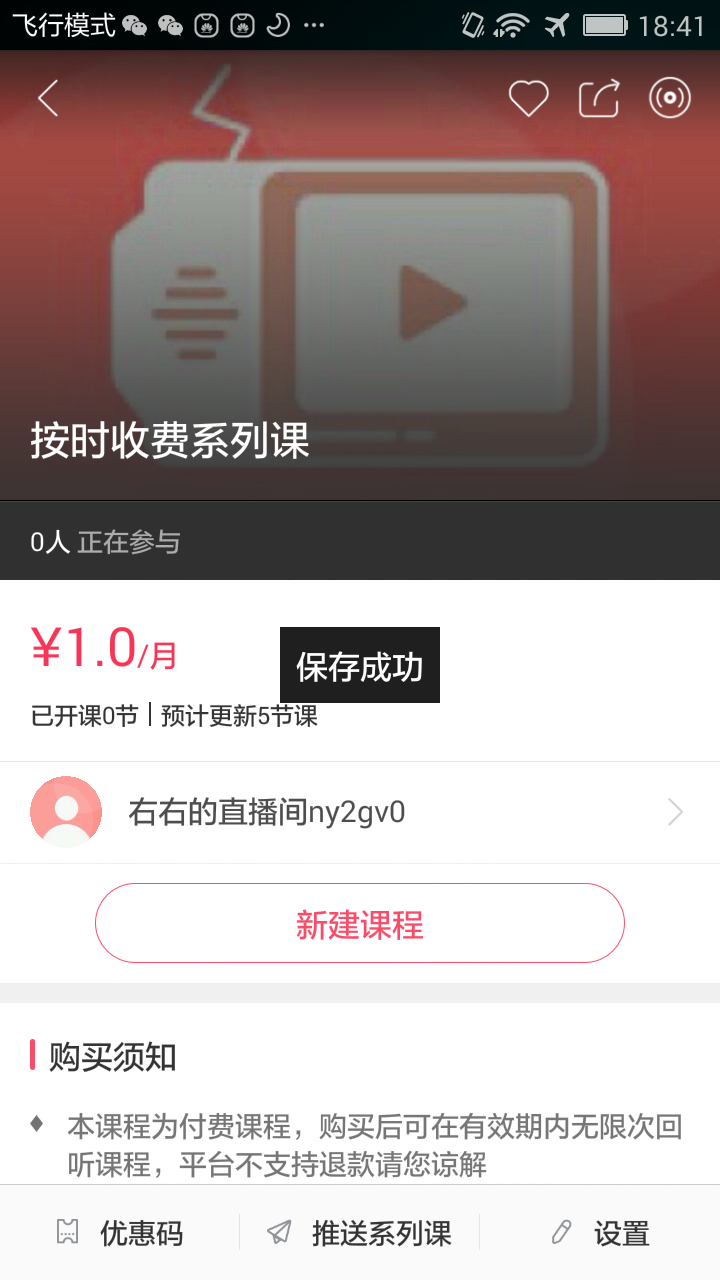 飞行模式 ··· 18:41
按时收费系列课
0人 正在参与
¥1.0/月
保存成功
已开课0节 | 预计更新5节课
右右的直播间ny2gv0
新建课程
购买须知
♦ 本课程为付费课程，购买后可在有效期内无限次回
听课程，平台不支持退款请您谅解
优惠码 推送系列课 设置